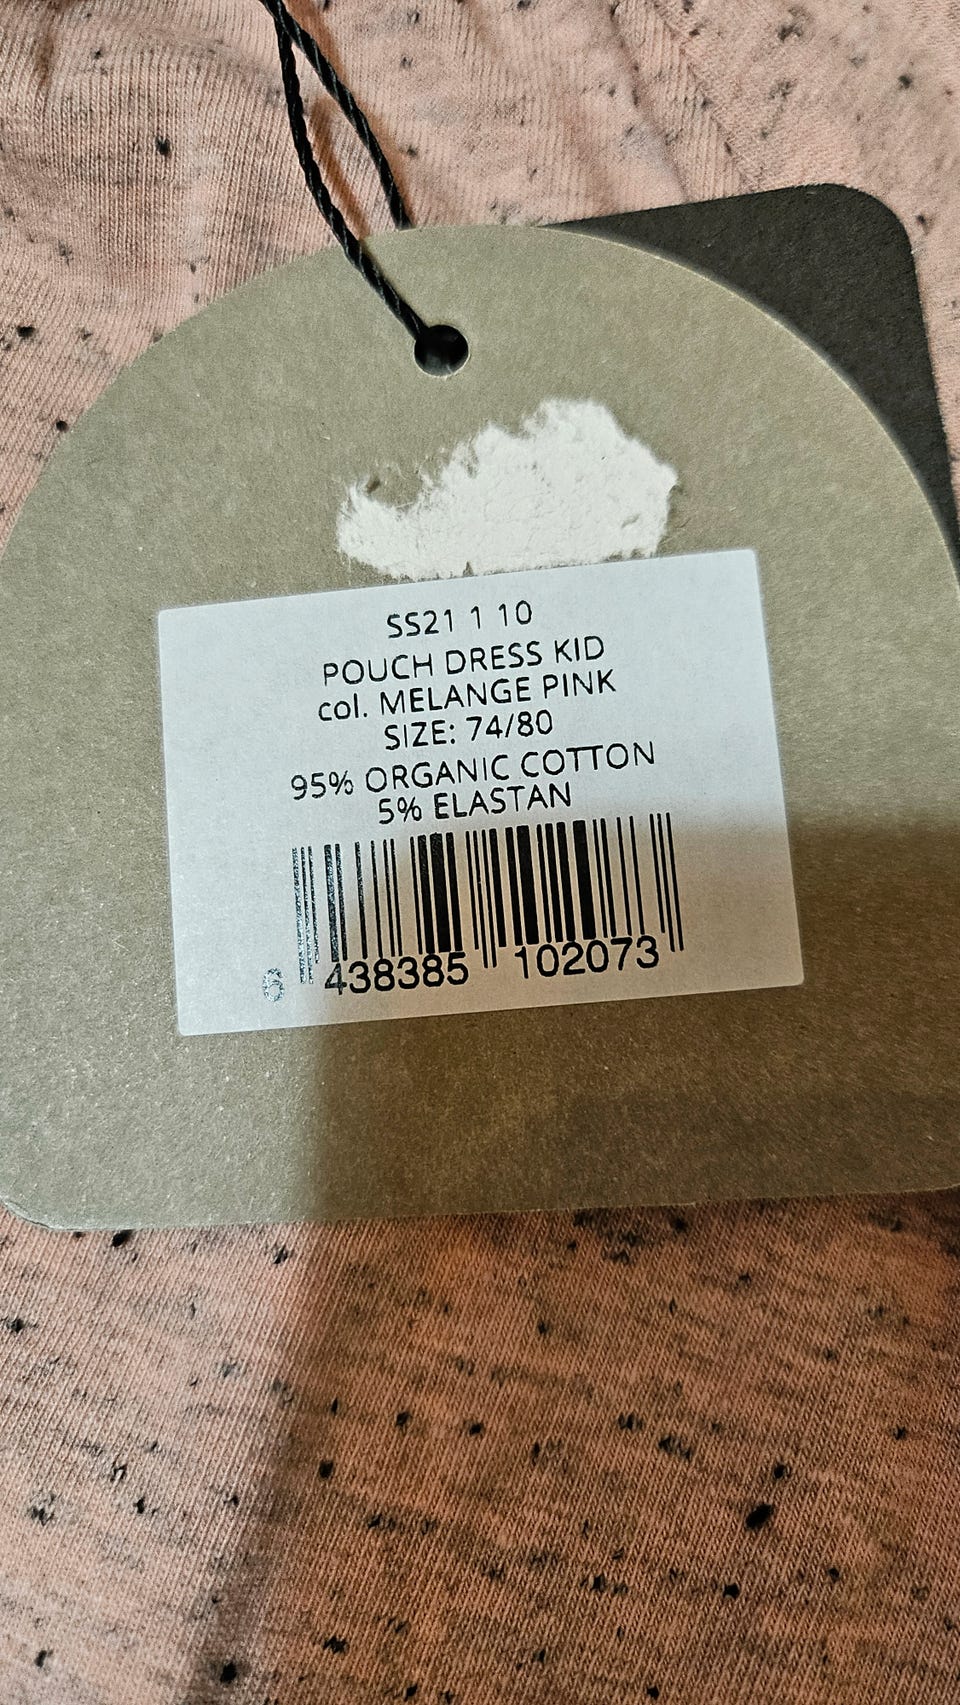 SS21 1 10
POUCH DRESS KID
col. MELANGE PINK
SIZE: 74/80
95% ORGANIC COTTON
5% ELASTAN
6 438385 102073